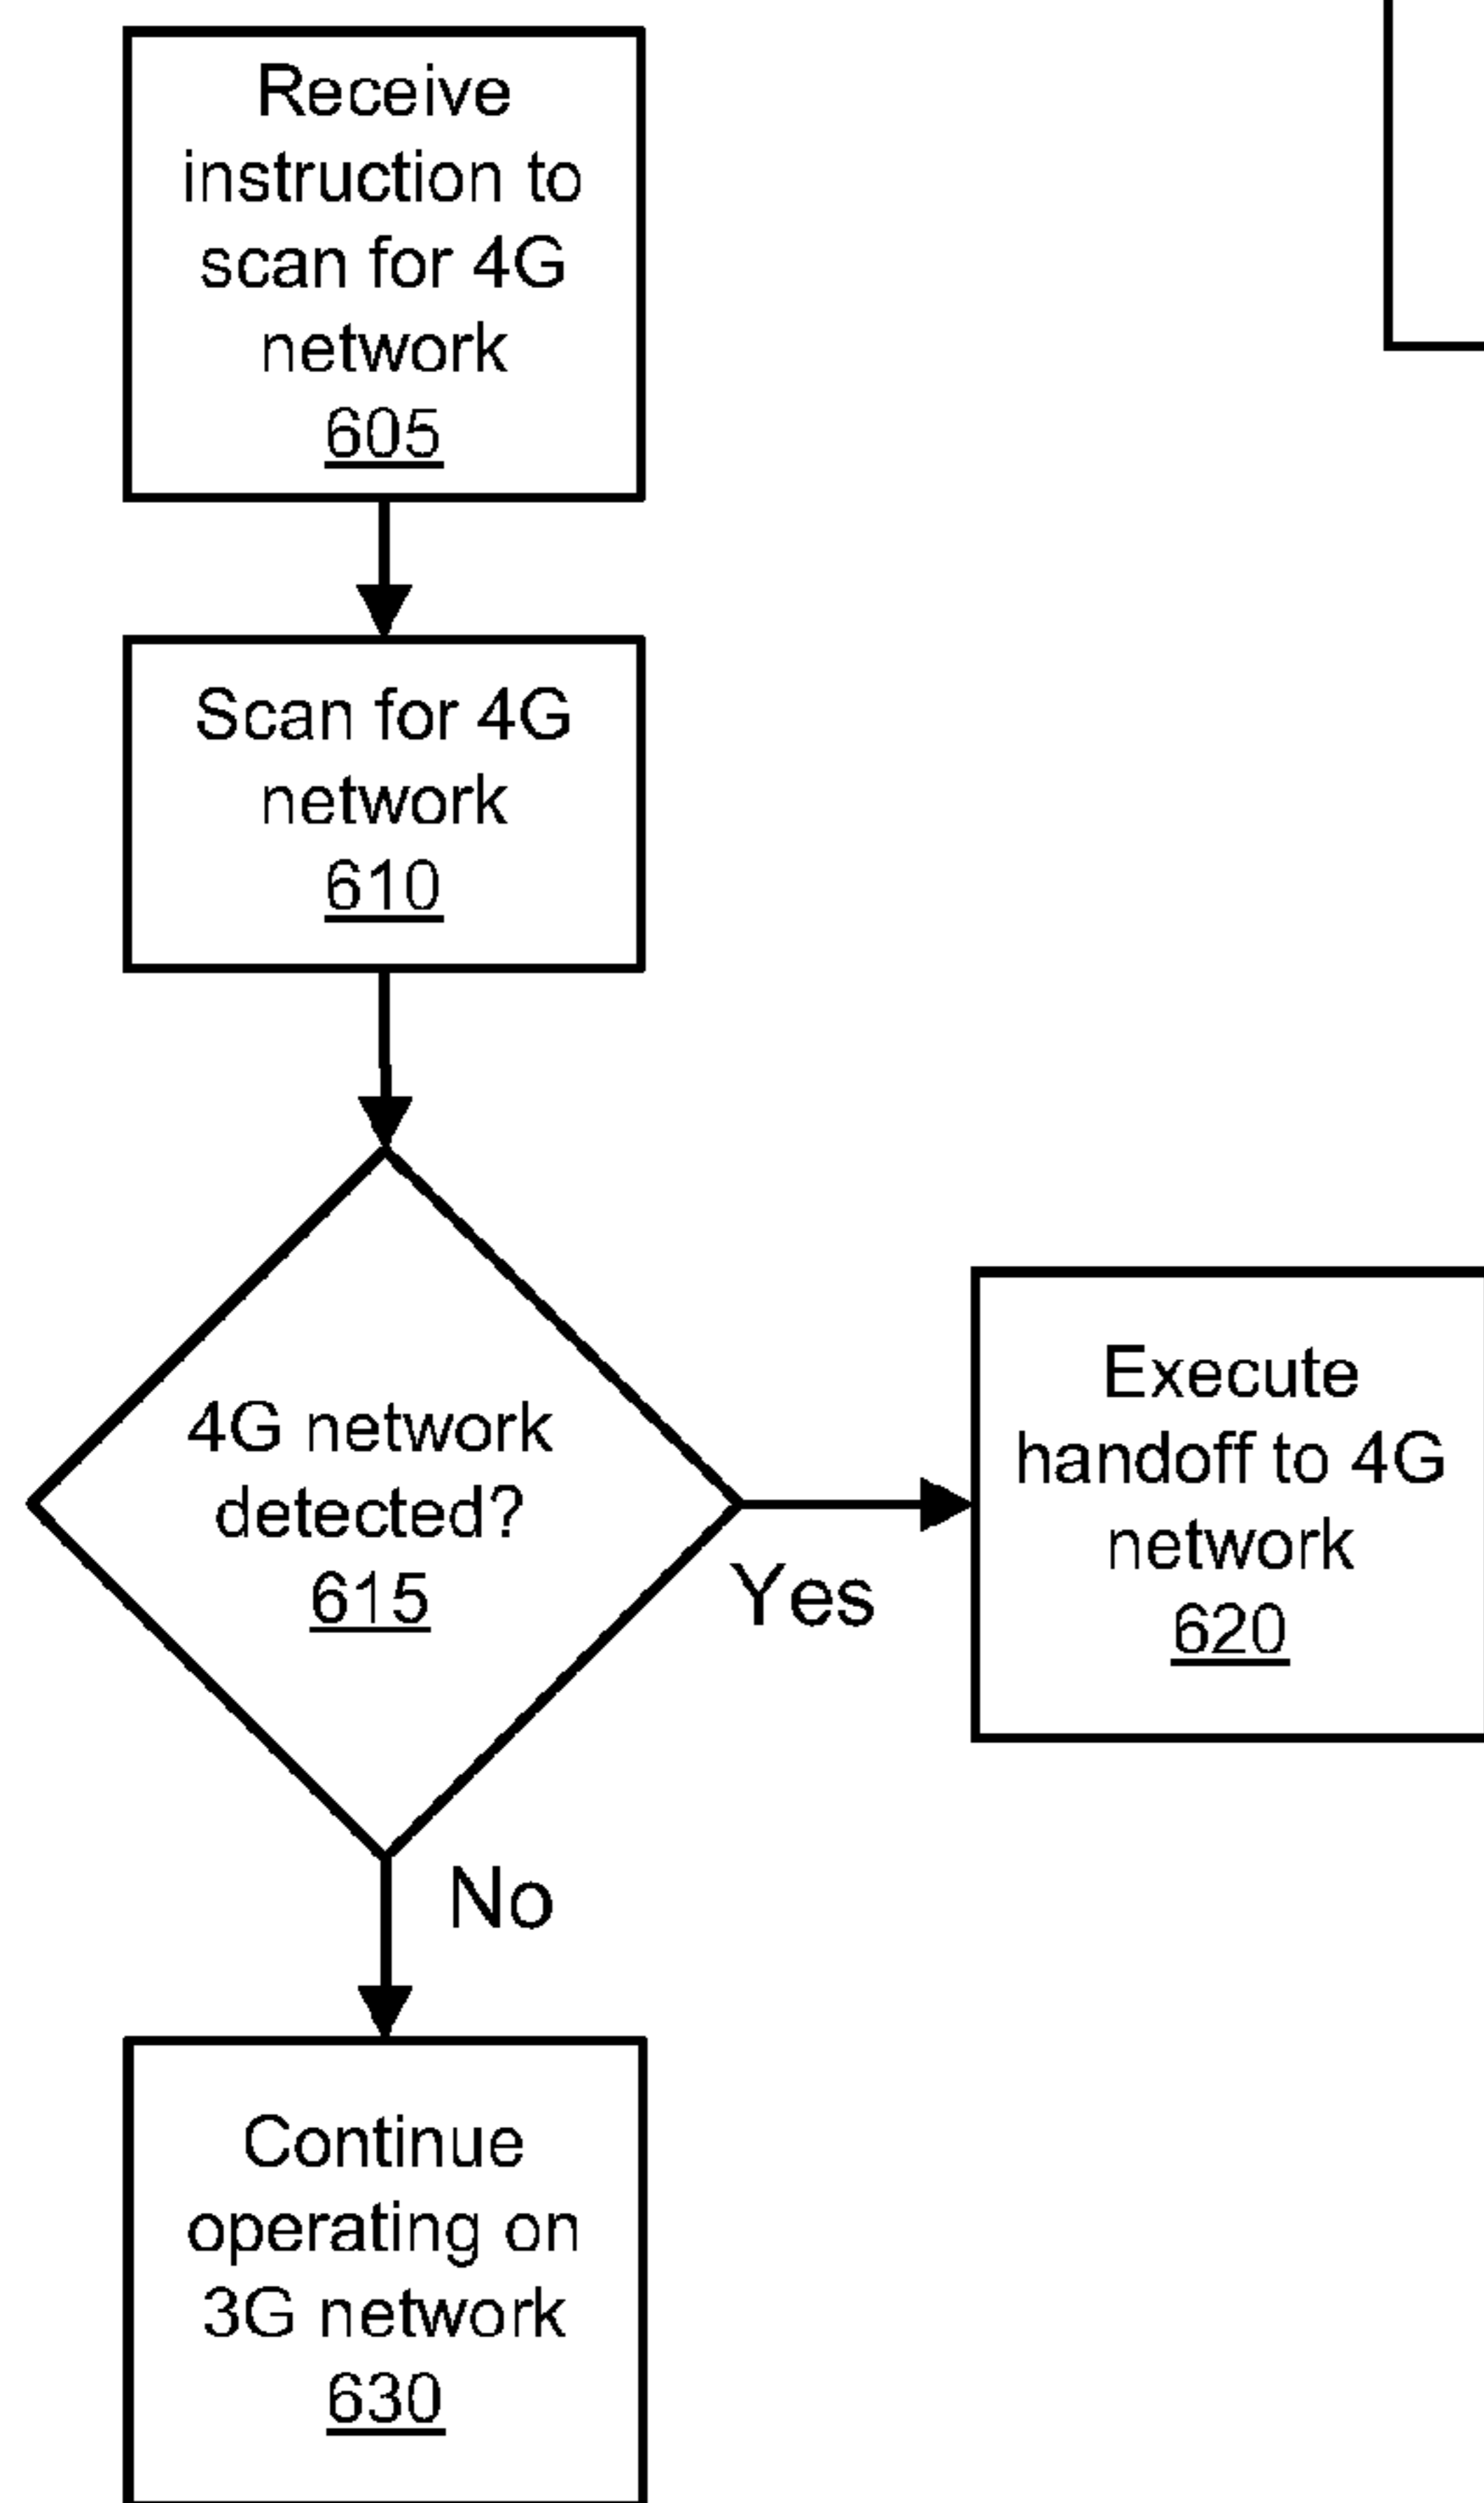 Receive
instruction to
scan for 4G
network
605
Scan for 4G
network
610
4G network
detected?
615
Yes
Execute
handoff to 4G
network
620
No
Continue
operating on
3G network
630